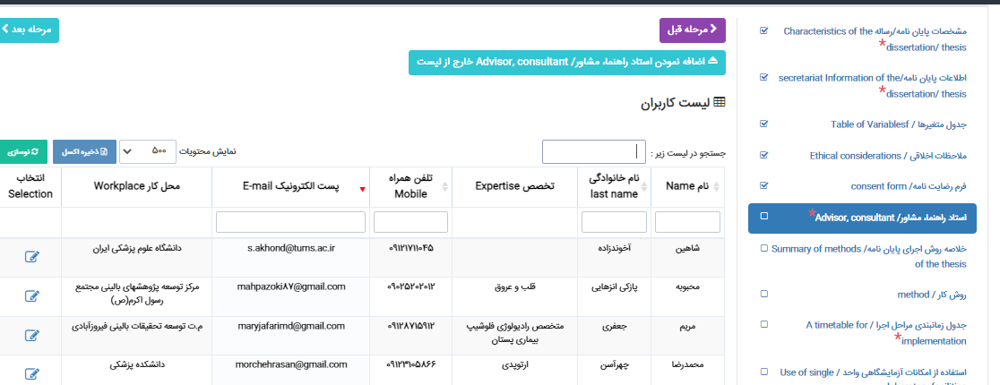 مرحله قبل
مرحله بعد
اضافه نمودن استاد راهنما، مشاور/ Advisor, consultant خارج از لیست
لیست کاربران
جستجو در لیست زیر :
نمایش محتویات ۵۰۰
ذخیره اکسل
نوسازی
نام Name
نام خانوادگی
last name
تخصص Expertise
تلفن همراه
Mobile
پست الکترونیک E-mail
محل کار Workplace
انتخاب
Selection
شاهین
آخوندزاده
۰۹۱۲۱۷۱۱۰۴۵
s.akhond@tums.ac.ir
دانشگاه علوم پزشکی ایران
محبوبه
پازکی انزهایی
قلب و عروق
۰۹۰۲۵۲۰۲۰۱۲
mahpazoki۸۷@gmail.com
مرکز توسعه پژوهشهای بالینی مجتمع
رسول اکرم(ص)
مریم
جعفری
متخصص رادیولوژی فلوشیپ
بیماری پستان
۰۹۱۲۸۷۱۵۹۱۲
maryjafarimd@gmail.com
م.ت توسعه تحقیقات بالینی فیروزآبادی
محمدرضا
چهرآسن
ارتوپدی
۰۹۱۲۳۱۰۵۸۶۶
morchehrasan@gmail.com
دانشکده پزشکی
مشخصات پایان نامه/رساله Characteristics of the
dissertation/ thesis*
اطلاعات پایان نامه/secretariat Information of the
dissertation/ thesis*
جدول متغیرها / Table of Variablesf
ملاحظات اخلاقی / Ethical considerations
فرم رضایت نامه/ consent form
استاد راهنما، مشاور/ Advisor, consultant*
خلاصه روش اجرای پایان نامه/ Summary of methods
of the thesis
روش کار / method
جدول زمانبندی مراحل اجرا / A timetable for
implementation*
استفاده از امکانات آزمایشگاهی واحد / Use of single